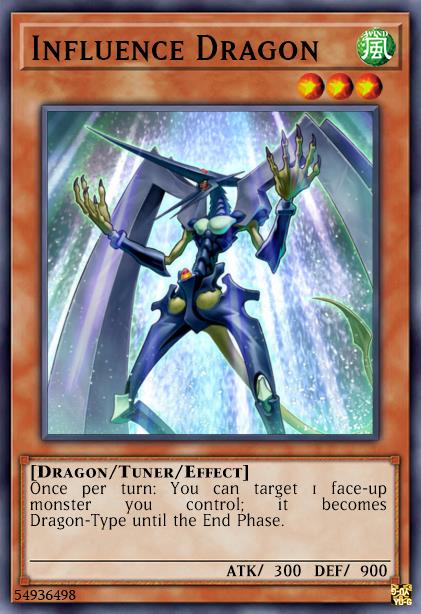 INFLUENCE DRAGON
WIND
風
[DRAGON/TUNER/EFFECT]
Once per turn: You can target 1 face-up
monster you control; it becomes
Dragon-Type until the End Phase.
ATK/ 300 DEF/ 900
54936498